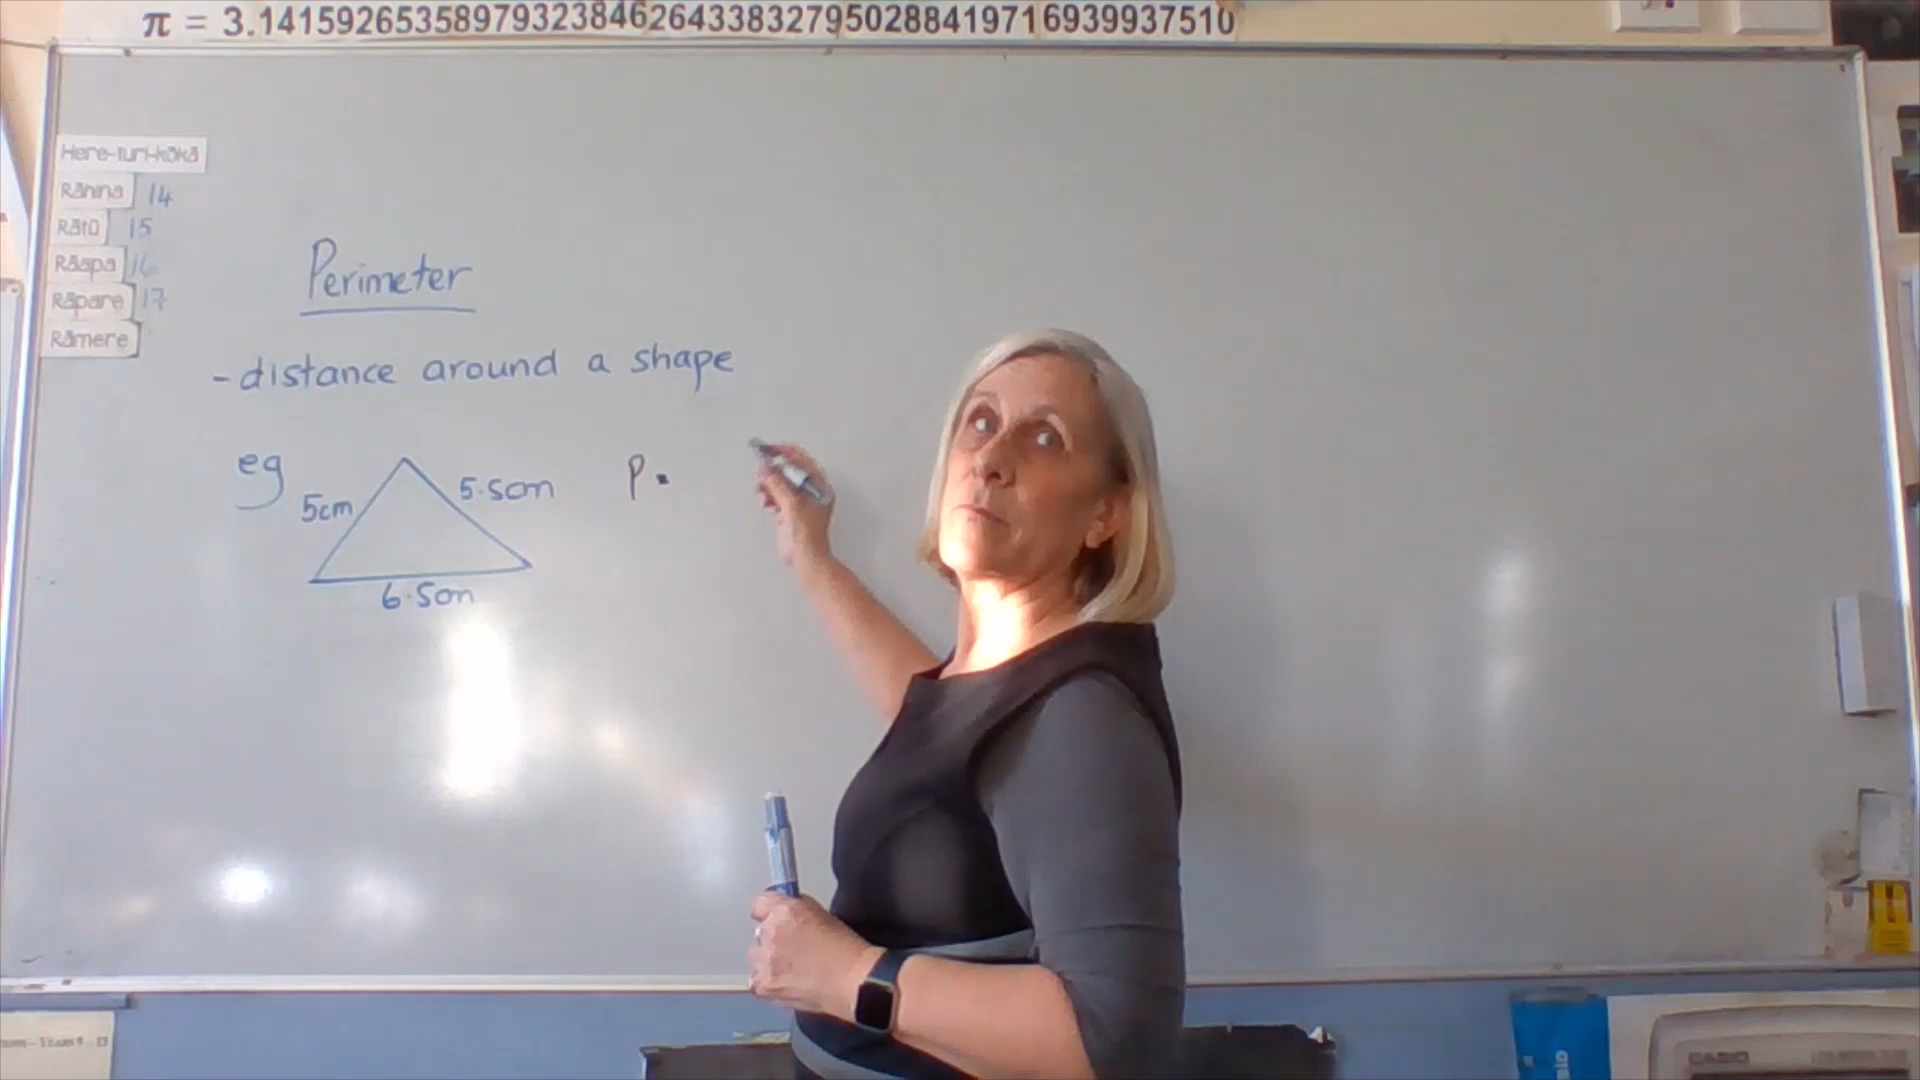 π = 3.14159265358979323846264338327950288419716939937510
Here-turi-kōkā
Rāhina 14
Rātū 15
Rāapa 16
Rāpare 17
Rāmere
Perimeter
- distance around a shape
eg
5cm
5.5cm
6.5cm
P
CASIO